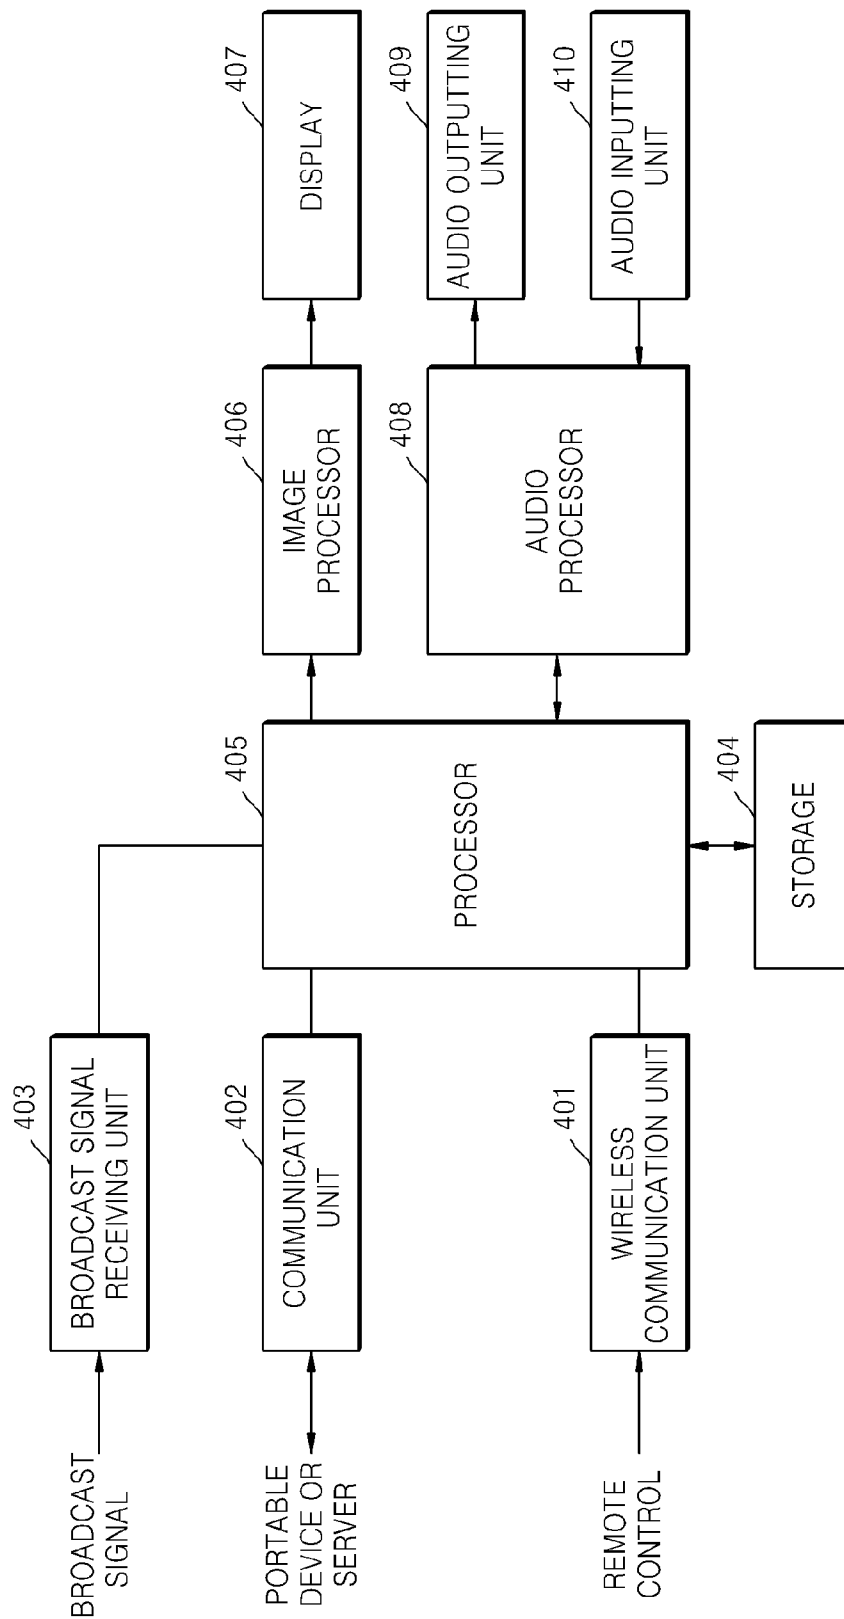 BROADCAST
SIGNAL
403
BROADCAST SIGNAL
RECEIVING UNIT
PORTABLE
DEVICE OR
SERVER
402
COMMUNICATION
UNIT
REMOTE
CONTROL
401
WIRELESS
COMMUNICATION UNIT
405
PROCESSOR
404
STORAGE
406
IMAGE
PROCESSOR
407
DISPLAY
408
AUDIO
PROCESSOR
409
AUDIO OUTPUTTING
UNIT
410
AUDIO INPUTTING
UNIT